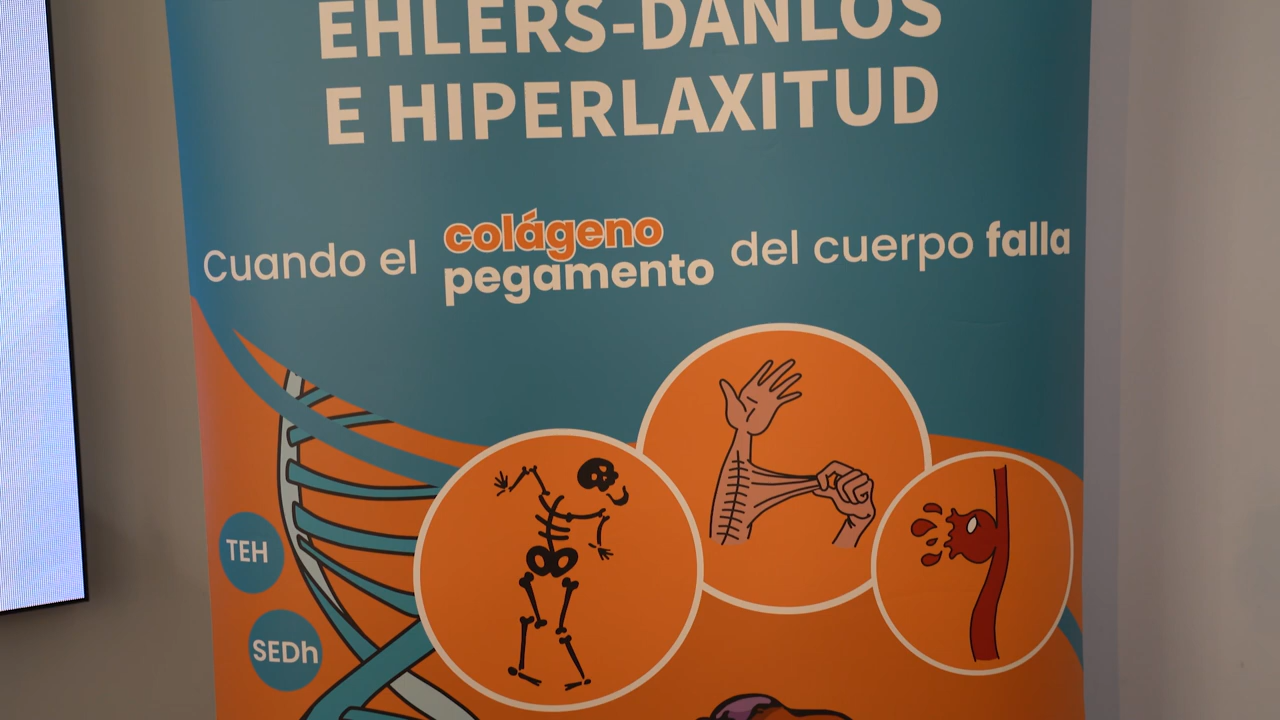 EHLERS-DANLOS
E HIPERLAXITUD
Cuando el colágeno pegamento del cuerpo falla
TEH
SEDh